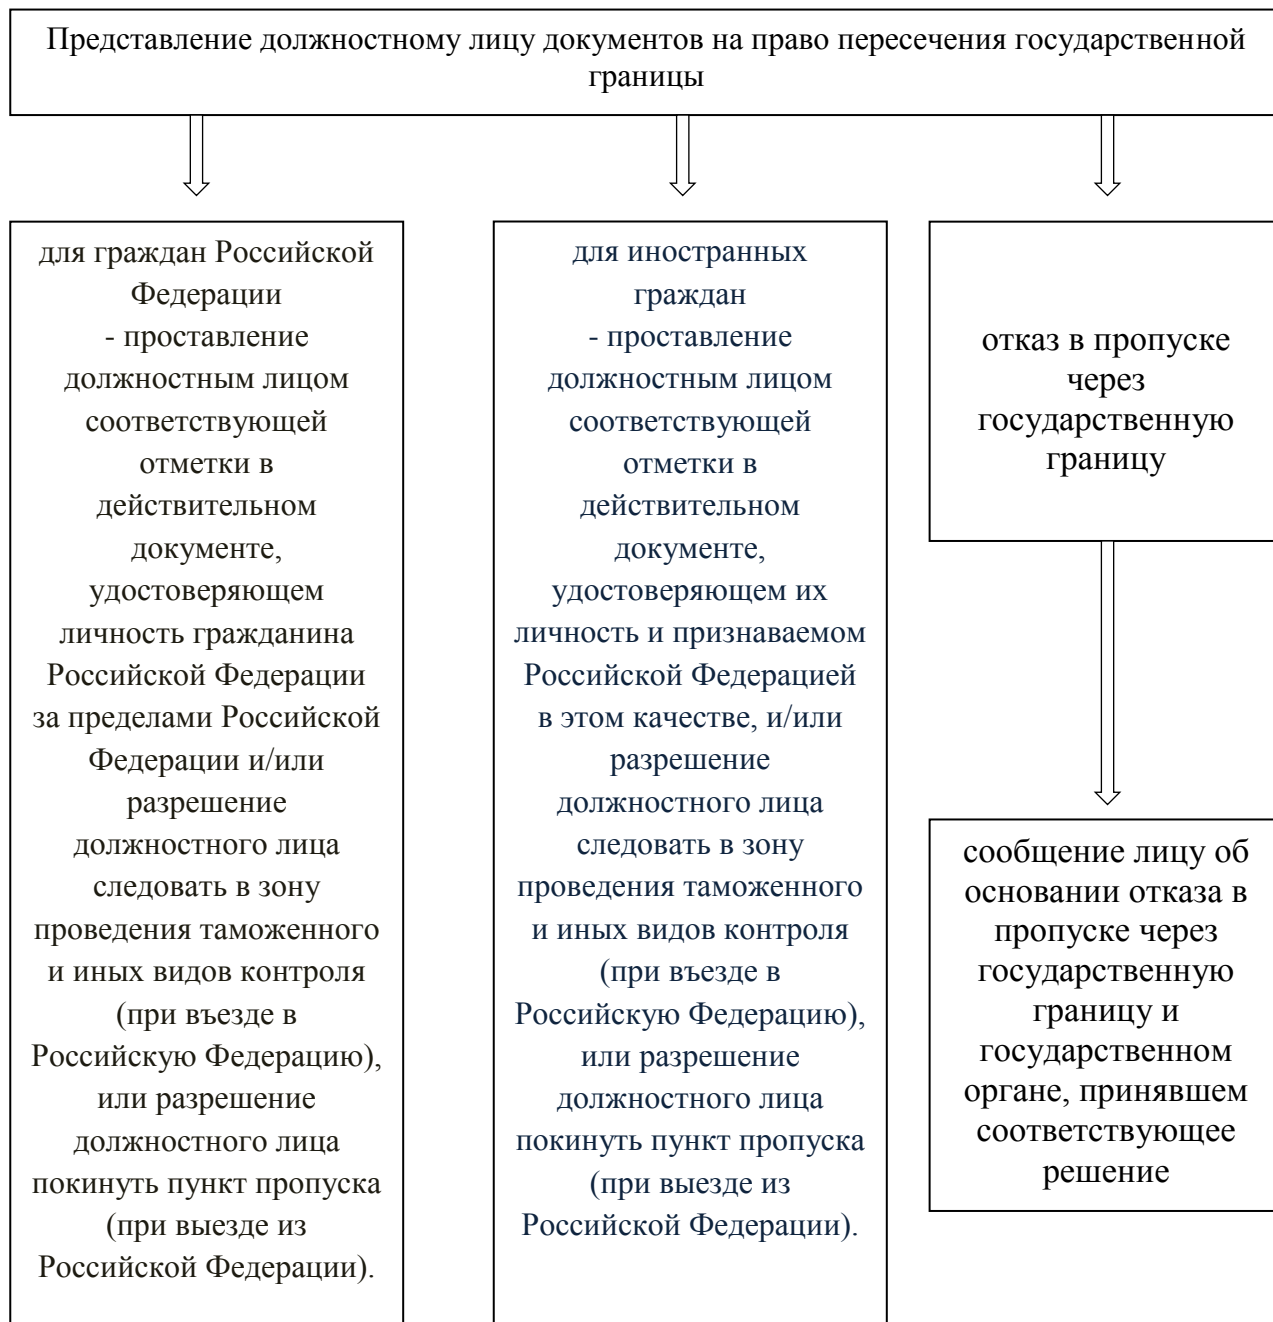 Представление должностному лицу документов на право пересечения государственной
границы
для граждан Российской
Федерации
- проставление
должностным лицом
соответствующей
отметки в
действительном
документе,
удостоверяющем
личность гражданина
Российской Федерации
за пределами Российской
Федерации и/или
разрешение
должностного лица
следовать в зону
проведения таможенного
и иных видов контроля
(при въезде в
Российскую Федерацию),
или разрешение
должностного лица
покинуть пункт пропуска
(при выезде из
Российской Федерации).
для иностранных
граждан
- проставление
должностным лицом
соответствующей
отметки в
действительном
документе,
удостоверяющем их
личность и признаваемом
Российской Федерацией
в этом качестве, и/или
разрешение
должностного лица
следовать в зону
проведения таможенного
и иных видов контроля
(при въезде в
Российскую Федерацию),
или разрешение
должностного лица
покинуть пункт пропуска
(при выезде из
Российской Федерации).
отказ в пропуске
через
государственную
границу
сообщение лицу об
основании отказа в
пропуске через
государственную
границу и
государственном
органе, принявшем
соответствующее
решение